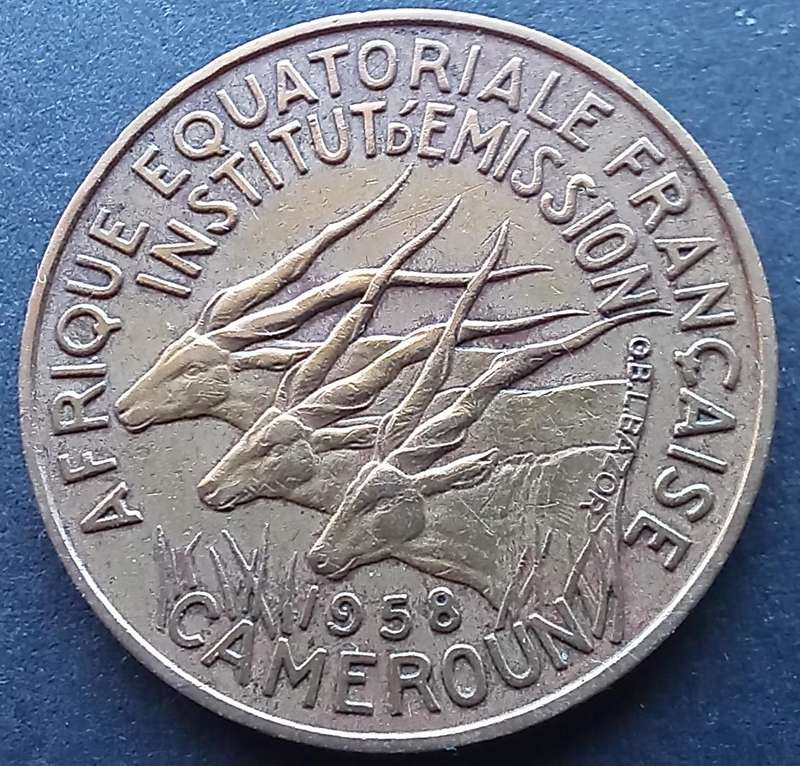 AFRIQUE EQUATORIALE FRANÇAISE
INSTITUT D'EMISSION
G.B.L.BAZOR
1958
CAMEROUN